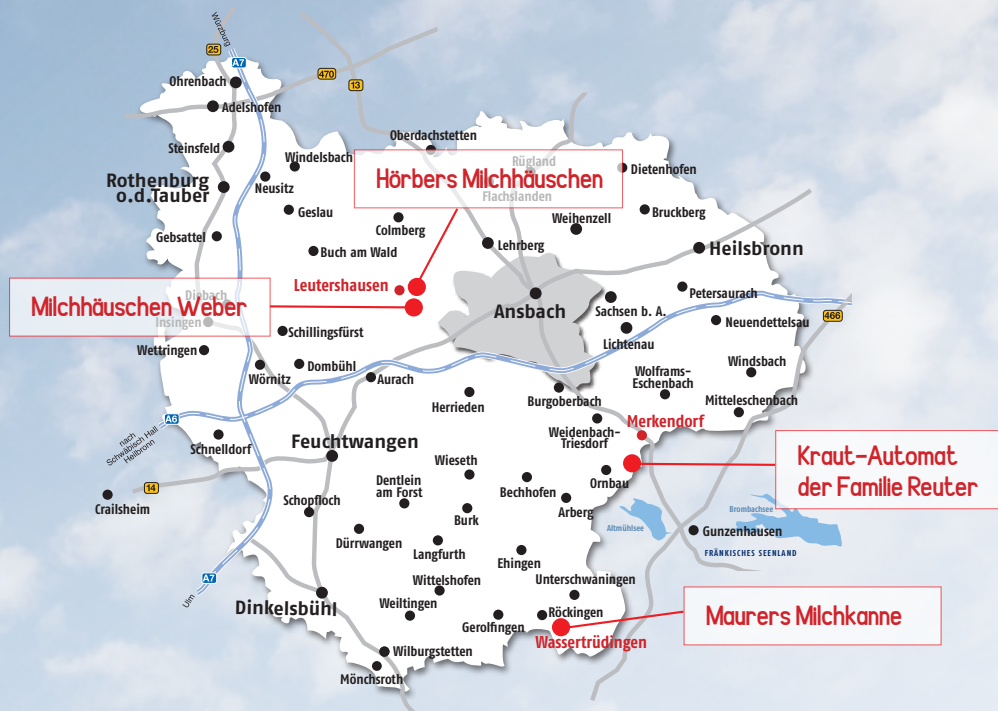 Würzburg
25
A7
470
13
Ohrenbach
Adelshofen
Steinsfeld
Oberdachstetten
Windelsbach
Rügland
Dietenhofen
Rothenburg
o.d.Tauber
Neusitz
Hörbers Milchhäuschen
Flachslanden
Geslau
Colmberg
Weihenzell
Bruckberg
Gebsattel
Buch am Wald
Lehrberg
Heilsbronn
Leutershausen
Petersaurach
Diebach
Milchhäuschen Weber
Ansbach
Sachsen b. A.
466
Insingen
Schillingsfürst
Neuendettelsau
Lichtenau
Wettringen
Dombühl
Wörnitz
Aurach
Windsbach
Wolframs-
Eschenbach
Herrieden
Burgoberbach
Mitteleschenbach
A6
nach
Schwäbisch Hall
Heilbronn
Schnelldorf
Feuchtwangen
Weidenbach-
Triesdorf
Merkendorf
Kraut-Automat
der Familie Reuter
Wieseth
Dentlein
am Forst
Bechhofen
Ornbau
14
Crailsheim
Schopfloch
Burk
Arberg
Altmühlsee
Brombachsee
Gunzenhausen
FRÄNKISCHES SEENLAND
Dürrwangen
Langfurth
Ehingen
A7
Ulm
Wittelshofen
Unterschwaningen
Dinkelsbühl
Weiltingen
Gerolfingen
Röckingen
Maurers Milchkanne
Wassertrüdingen
Wilburgstetten
Mönchsroth